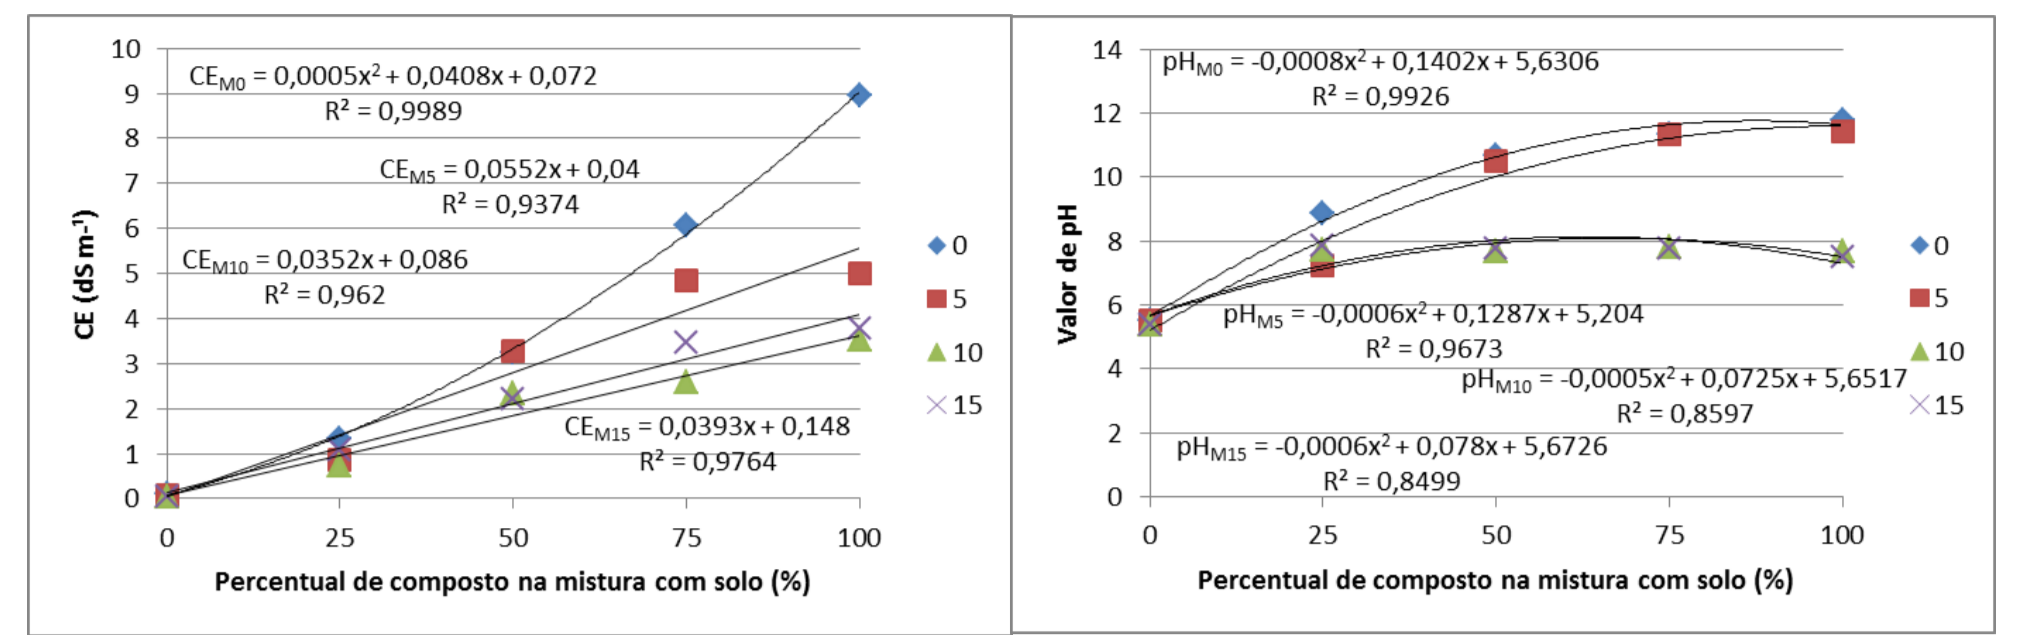 10
9
8
7
6
5
4
3
2
1
0
CE (dS m-¹)
CE_M0 = 0,0005x² + 0,0408x + 0,072
R² = 0,9989
CE_M5 = 0,0552x + 0,04
R² = 0,9374
CE_M10 = 0,0352x + 0,086
R² = 0,962
CE_M15 = 0,0393x + 0,148
R² = 0,9764
0 25 50 75 100
Percentual de composto na mistura com solo (%)
0
5
10
15
14
12
10
8
6
4
2
0
Valor de pH
pH_M0 = -0,0008x² + 0,1402x + 5,6306
R² = 0,9926
pH_M5 = -0,0006x² + 0,1287x + 5,204
R² = 0,9673
pH_M10 = -0,0005x² + 0,0725x + 5,6517
R² = 0,8597
pH_M15 = -0,0006x² + 0,078x + 5,6726
R² = 0,8499
0 25 50 75 100
Percentual de composto na mistura com solo (%)
0
5
10
15